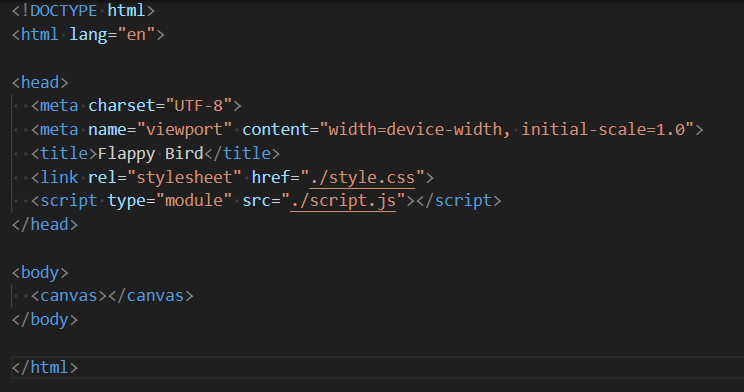 <!DOCTYPE html>
<html lang="en">

<head>
  <meta charset="UTF-8">
  <meta name="viewport" content="width=device-width, initial-scale=1.0">
  <title>Flappy Bird</title>
  <link rel="stylesheet" href="./style.css">
  <script type="module" src="./script.js"></script>
</head>

<body>
  <canvas></canvas>
</body>

</html>